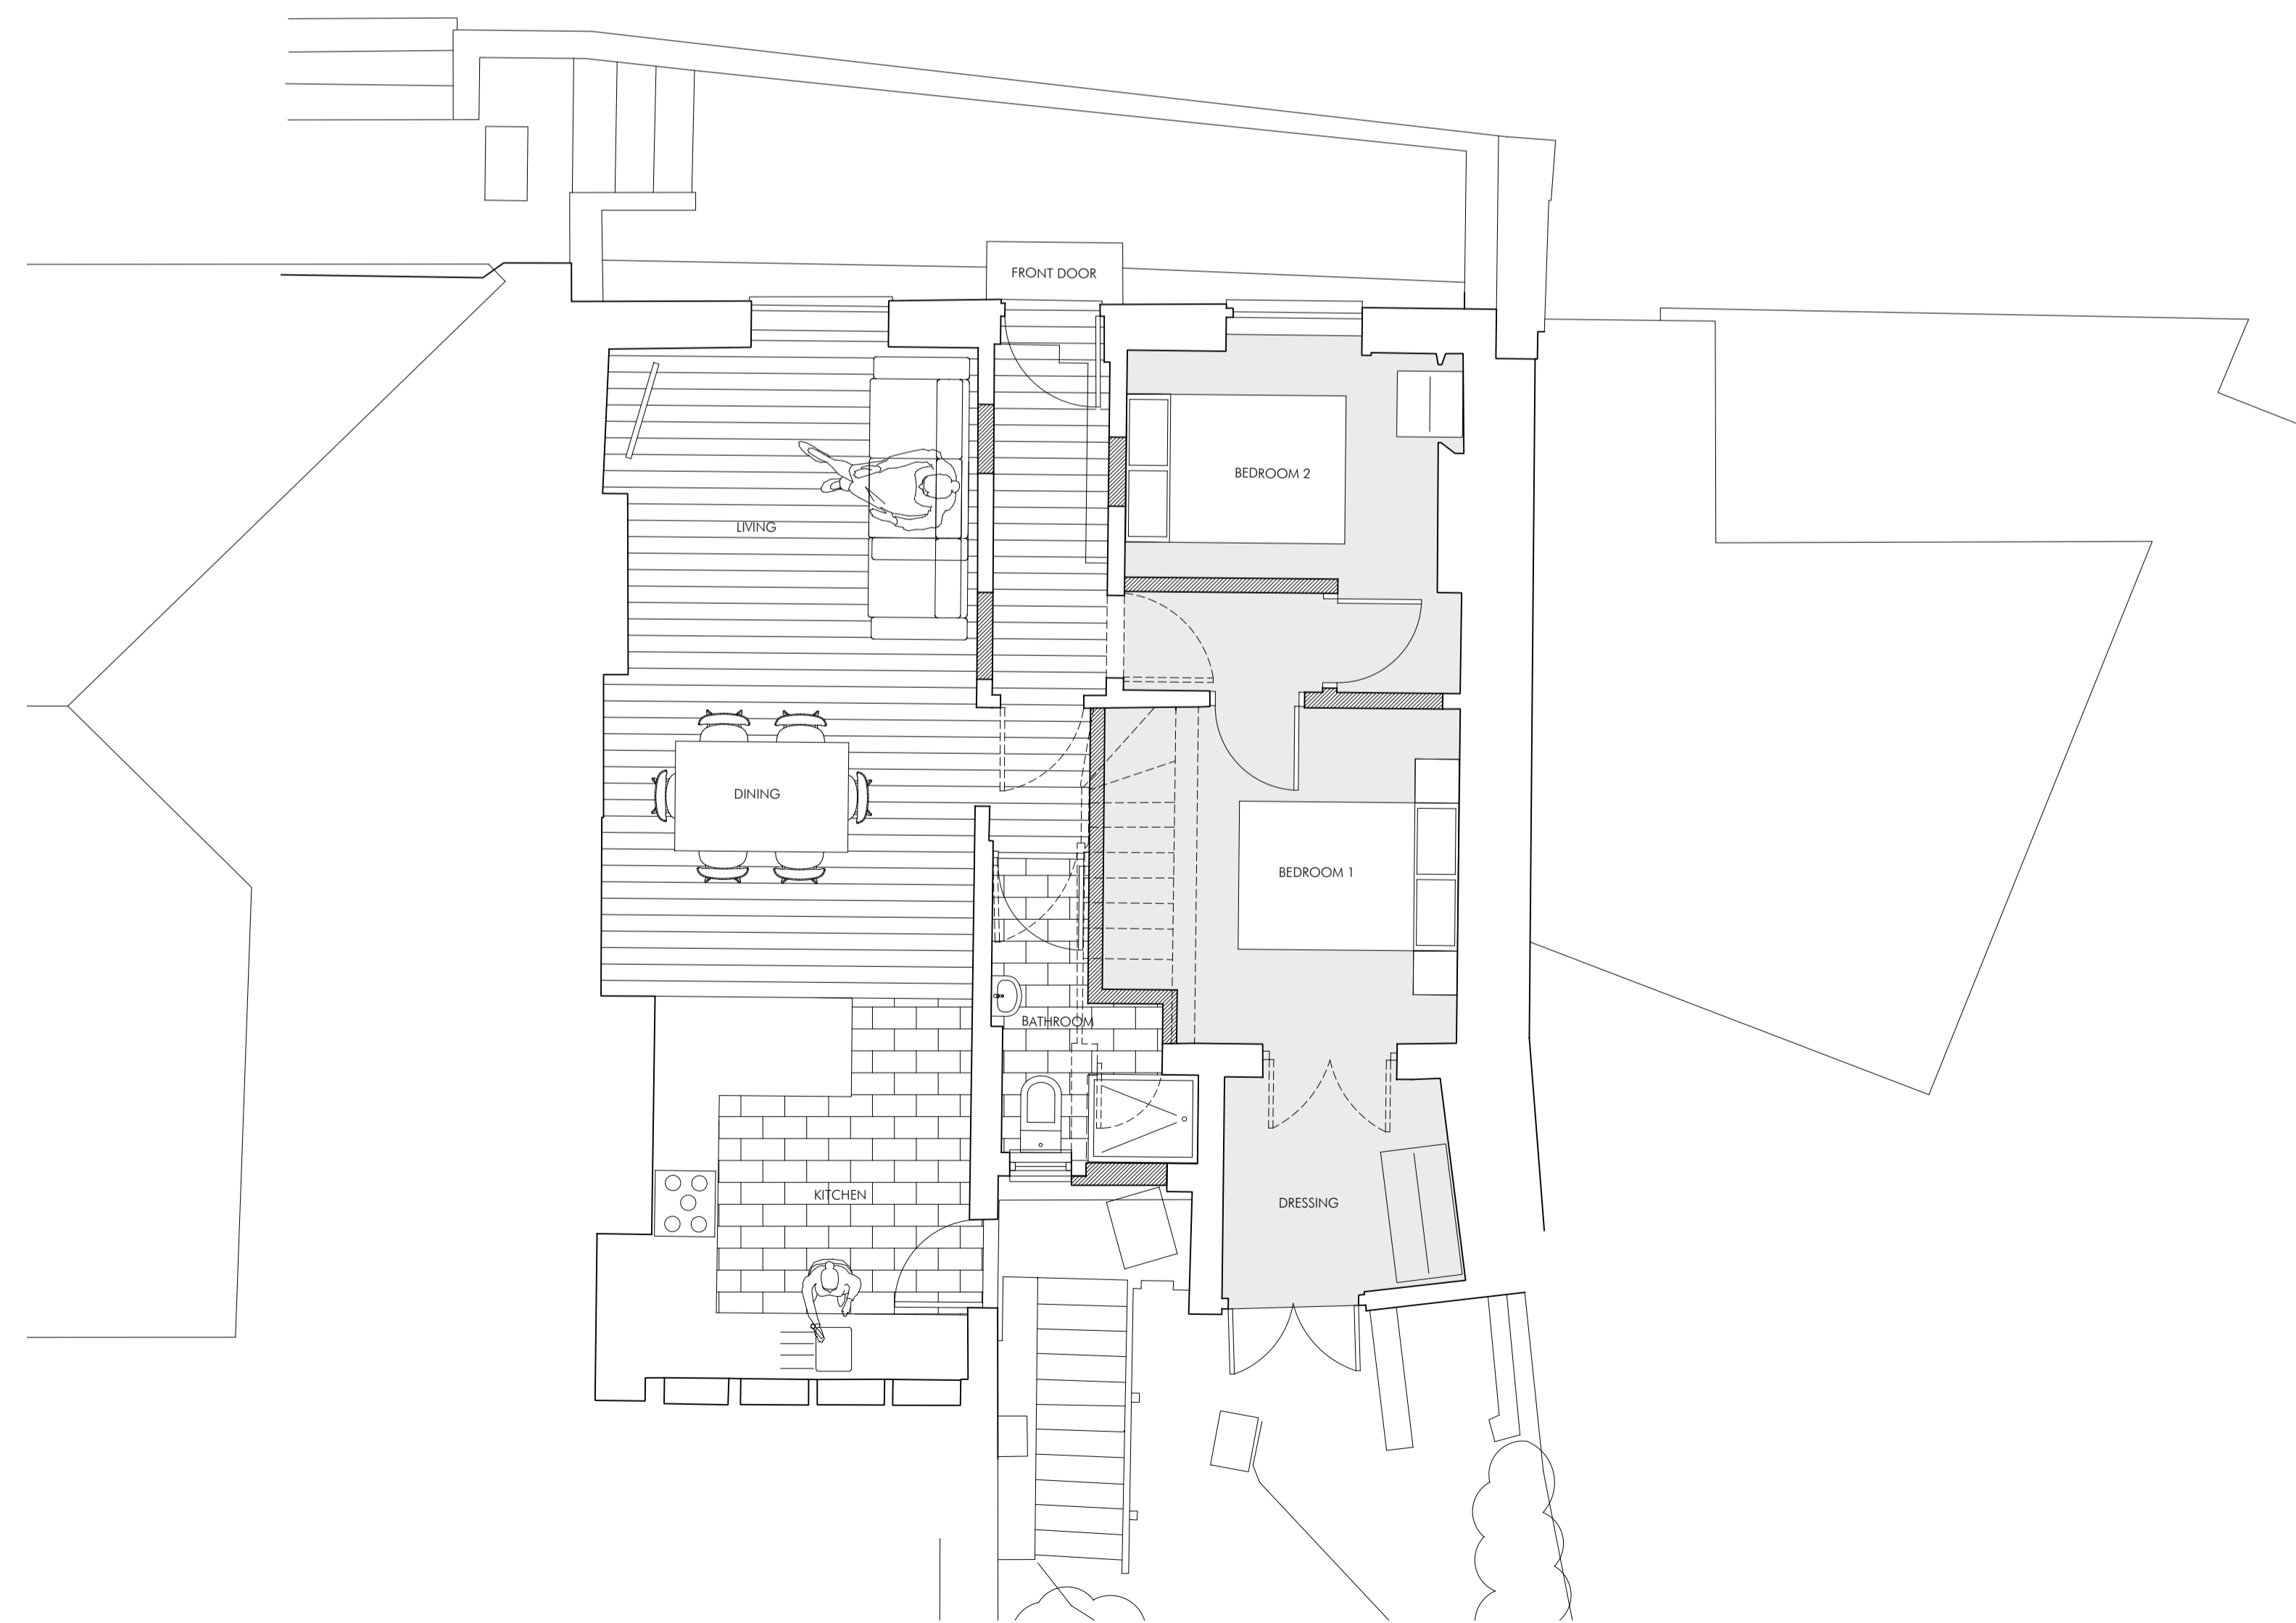 FRONT DOOR
BEDROOM 2
LIVING
DINING
BEDROOM 1
BATHROOM
KITCHEN
DRESSING